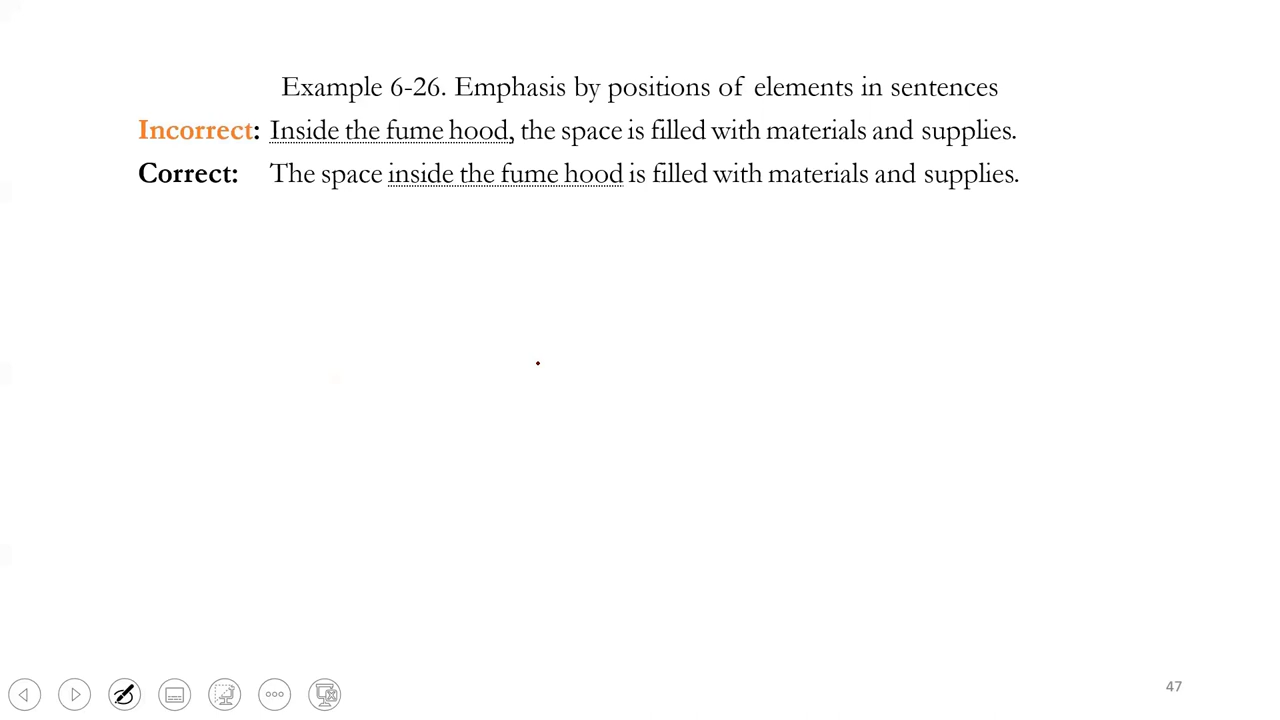 Example 6-26. Emphasis by positions of elements in sentences
Incorrect: Inside the fume hood, the space is filled with materials and supplies.
Correct: The space inside the fume hood is filled with materials and supplies.
47